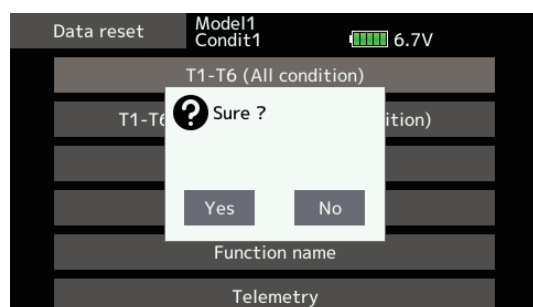 Data reset
Model1
Condit1
6.7V
T1-T6 (All condition)
T1-T6
ition)
Sure ?
Yes
No
Function name
Telemetry